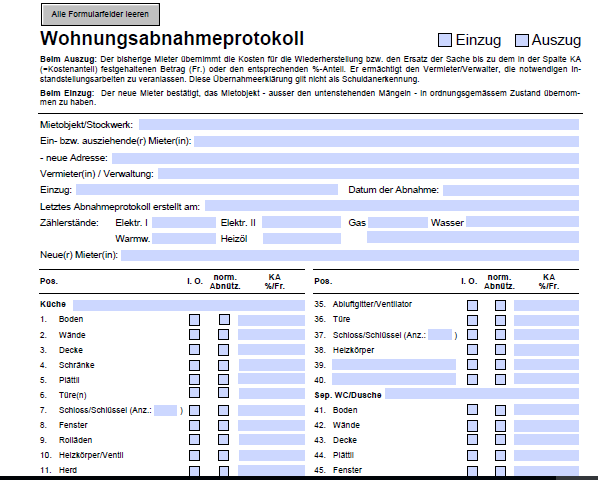 Alle Formularfelder leeren
Wohnungsabnahmeprotokoll
Einzug Auszug
Beim Auszug: Der bisherige Mieter übernimmt die Kosten für die Wiederherstellung bzw. den Ersatz der Sache bis zu dem in der Spalte KA
(=Kostenanteil) festgehaltenen Betrag (Fr.) oder den entsprechenden %-Anteil. Er ermächtigt den Vermieter/Verwalter, die notwendigen In-
standstellungsarbeiten zu veranlassen. Diese Übernahmeerklärung gilt nicht als Schuldanerkennung.
Beim Einzug: Der neue Mieter bestätigt, das Mietobjekt - ausser den untenstehenden Mängeln - in ordnungsgemässem Zustand übernom-
men zu haben.
Mietobjekt/Stockwerk:
Ein- bzw. ausziehende(r) Mieter(in):
- neue Adresse:
Vermieter(in) / Verwaltung:
Einzug: Datum der Abnahme:
Letztes Abnahmeprotokoll erstellt am:
Zählerstände: Elektr. I Elektr. II Gas Wasser
Warmw. Heizöl
Neue(r) Mieter(in):
Pos. I. O. norm. Abnütz. KA %/Fr.
Küche
1. Boden
2. Wände
3. Decke
4. Schränke
5. Plättli
6. Türe(n)
7. Schloss/Schlüssel (Anz.: )
8. Fenster
9. Rolläden
10. Heizkörper/Ventil
11. Herd
Pos. I. O. norm. Abnütz. KA %/Fr.
35. Abluftgitter/Ventilator
36. Türe
37. Schloss/Schlüssel (Anz.: )
38. Heizkörper
39.
40.
Sep. WC/Dusche
41. Boden
42. Wände
43. Decke
44. Plättli
45. Fenster